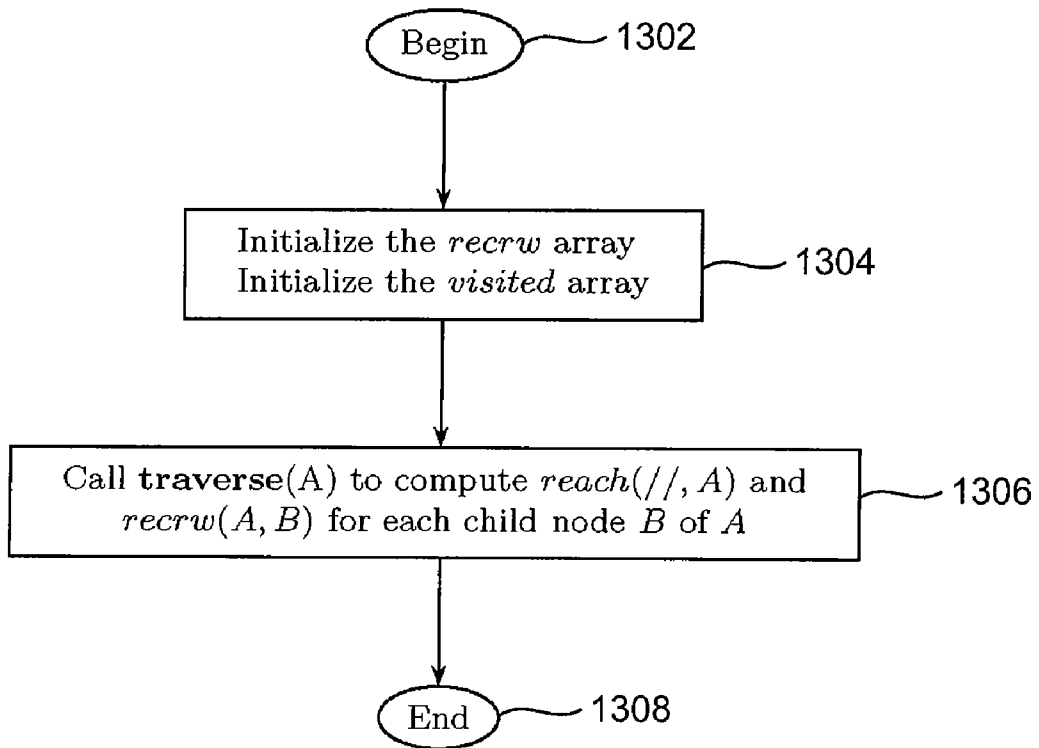 Begin
1302
Initialize the recrw array
Initialize the visited array
1304
Call traverse(A) to compute reach(//, A) and
recrw(A, B) for each child node B of A
1306
End
1308